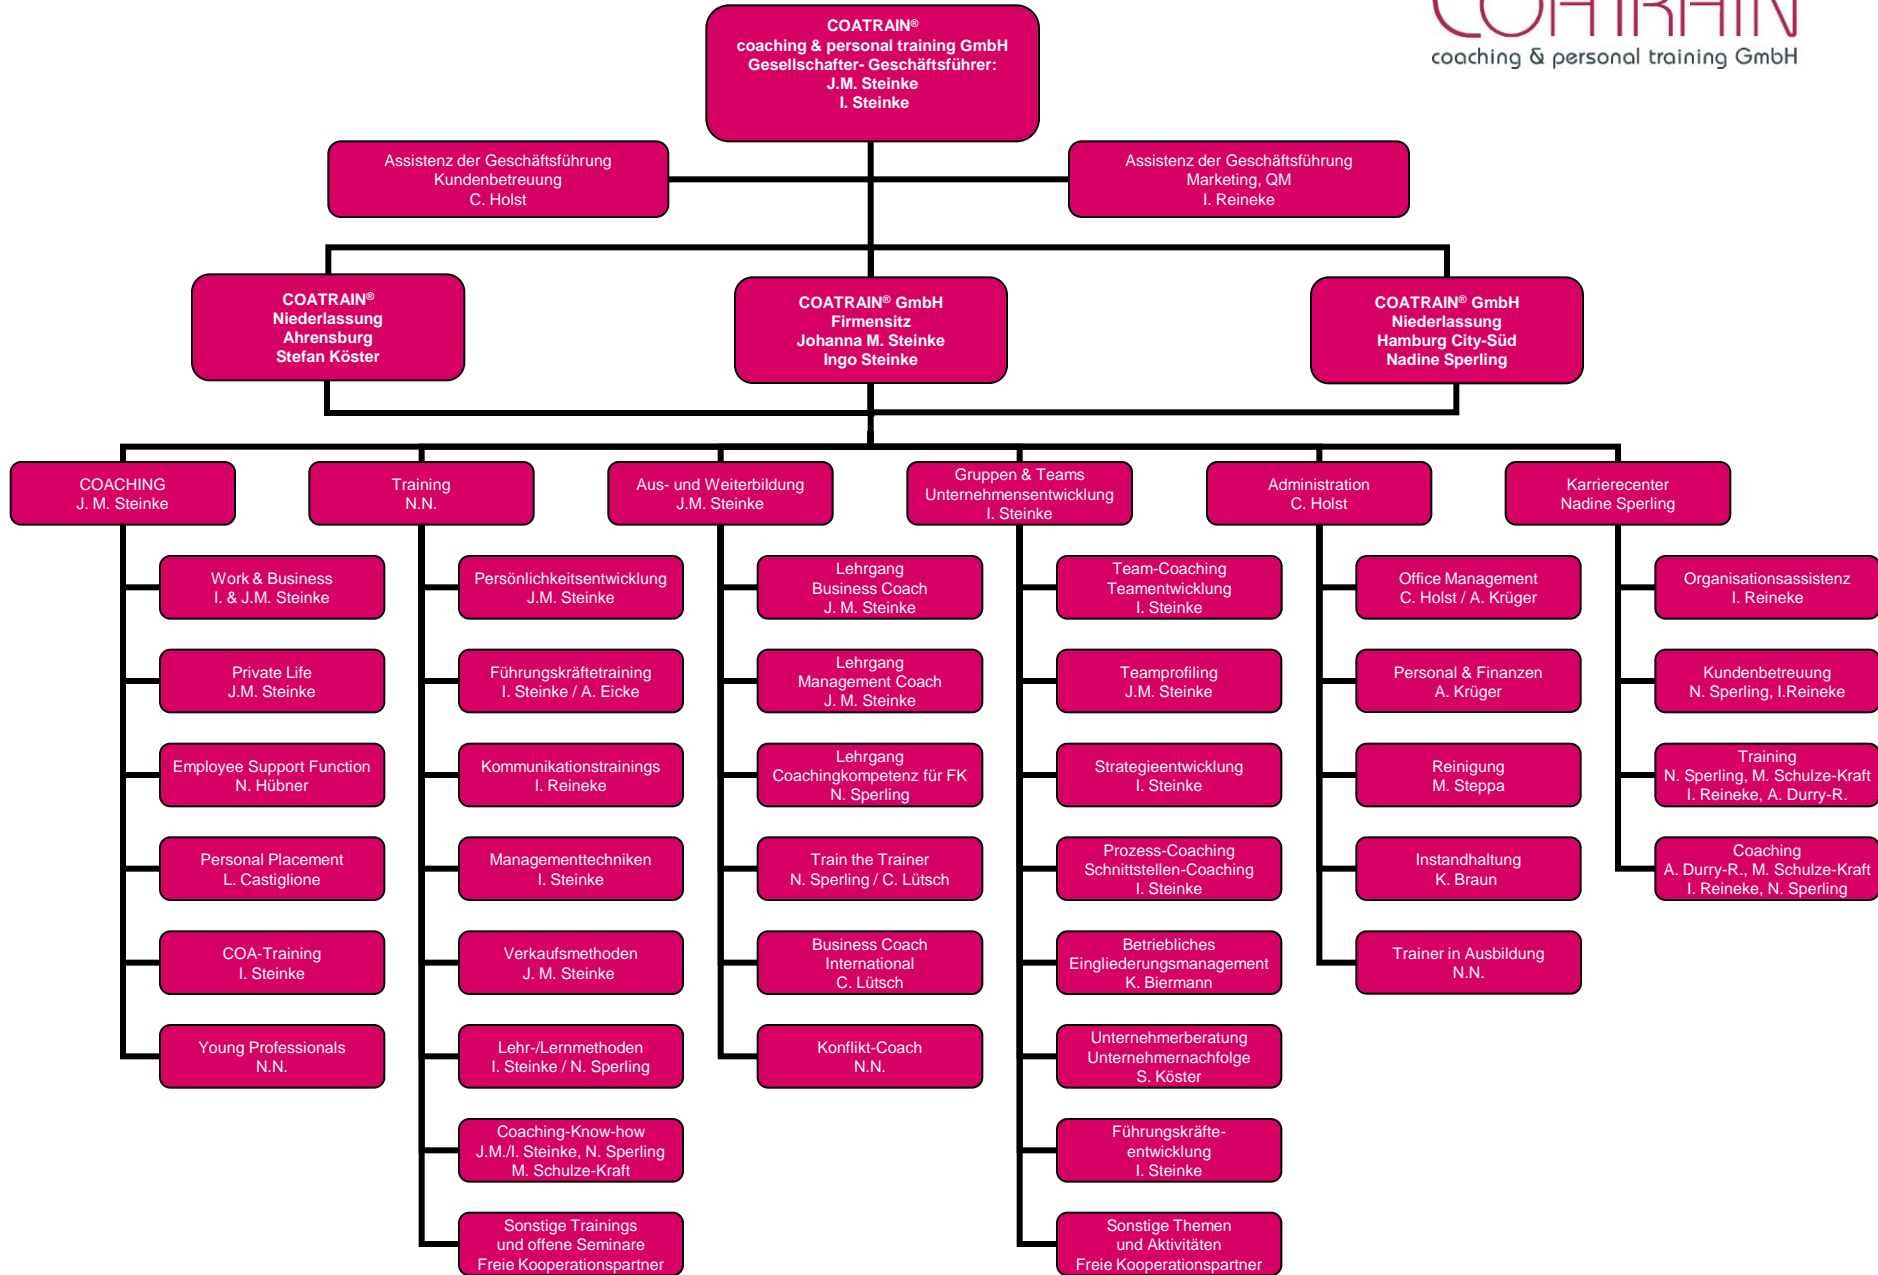 COATRAIN
coaching & personal training GmbH
COATRAIN®
coaching & personal training GmbH
Gesellschafter- Geschäftsführer:
J.M. Steinke
I. Steinke
Assistenz der Geschäftsführung
Kundenbetreuung
C. Holst
Assistenz der Geschäftsführung
Marketing, QM
I. Reineke
COATRAIN®
Niederlassung
Ahrensburg
Stefan Köster
COATRAIN® GmbH
Firmensitz
Johanna M. Steinke
Ingo Steinke
COATRAIN® GmbH
Niederlassung
Hamburg City-Süd
Nadine Sperling
COACHING
J. M. Steinke
Work & Business
I. & J.M. Steinke
Private Life
J.M. Steinke
Employee Support Function
N. Hübner
Personal Placement
L. Castiglione
COA-Training
I. Steinke
Young Professionals
N.N.
Training
N.N.
Persönlichkeitsentwicklung
J.M. Steinke
Führungskräftetraining
I. Steinke / A. Eicke
Kommunikationstrainings
I. Reineke
Managementtechniken
I. Steinke
Verkaufsmethoden
J. M. Steinke
Lehr-/Lernmethoden
I. Steinke / N. Sperling
Coaching-Know-how
J.M./I. Steinke, N. Sperling
M. Schulze-Kraft
Sonstige Trainings
und offene Seminare
Freie Kooperationspartner
Aus- und Weiterbildung
J.M. Steinke
Lehrgang
Business Coach
J. M. Steinke
Lehrgang
Management Coach
J. M. Steinke
Lehrgang
Coachingkompetenz für FK
N. Sperling
Train the Trainer
N. Sperling / C. Lütsch
Business Coach
International
C. Lütsch
Konflikt-Coach
N.N.
Gruppen & Teams
Unternehmensentwicklung
I. Steinke
Team-Coaching
Teamentwicklung
I. Steinke
Teamprofiling
J.M. Steinke
Strategieentwicklung
I. Steinke
Prozess-Coaching
Schnittstellen-Coaching
I. Steinke
Betriebliches
Eingliederungsmanagement
K. Biermann
Unternehmerberatung
Unternehmernachfolge
S. Köster
Führungskräfte-
entwicklung
I. Steinke
Sonstige Themen
und Aktivitäten
Freie Kooperationspartner
Administration
C. Holst
Office Management
C. Holst / A. Krüger
Personal & Finanzen
A. Krüger
Reinigung
M. Steppa
Instandhaltung
K. Braun
Trainer in Ausbildung
N.N.
Karrierecenter
Nadine Sperling
Organisationsassistenz
I. Reineke
Kundenbetreuung
N. Sperling, I.Reineke
Training
N. Sperling, M. Schulze-Kraft
I. Reineke, A. Durry-R.
Coaching
A. Durry-R., M. Schulze-Kraft
I. Reineke, N. Sperling